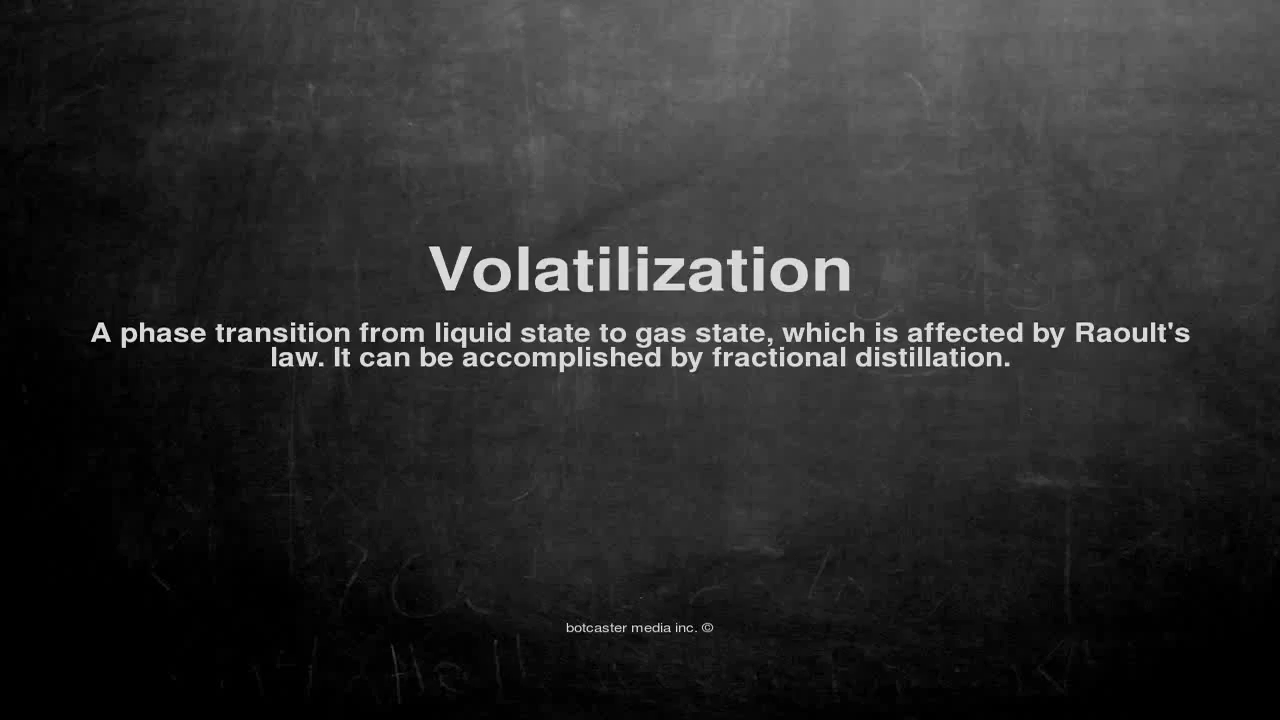 Volatilization
A phase transition from liquid state to gas state, which is affected by Raoult's
law. It can be accomplished by fractional distillation.
botcaster media inc. ©